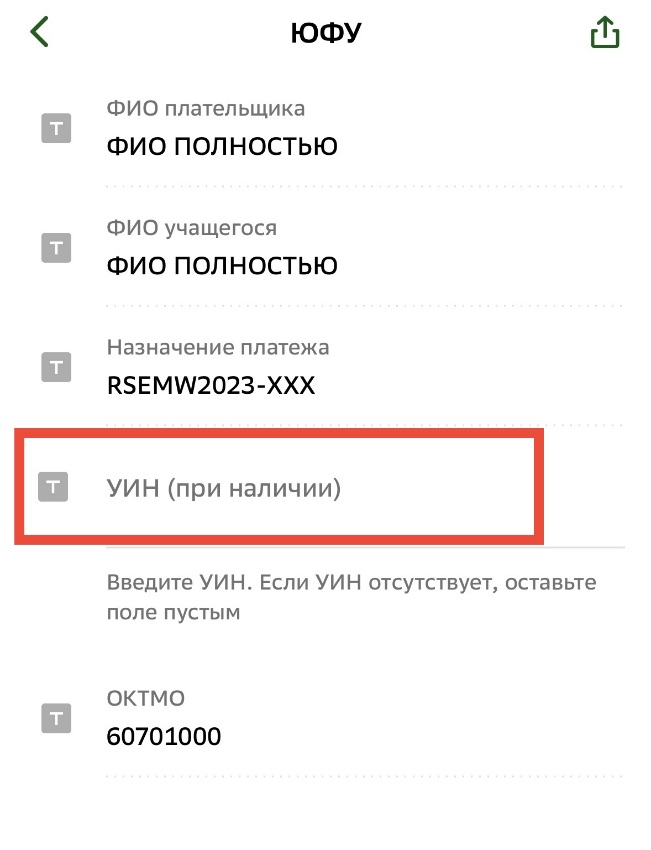 ЮФУ
Т
ФИО плательщика
ФИО ПОЛНОСТЬЮ
Т
ФИО учащегося
ФИО ПОЛНОСТЬЮ
Т
Назначение платежа
RSEMW2023-XXX
Т
УИН (при наличии)
Введите УИН. Если УИН отсутствует, оставьте
поле пустым
Т
ОКТМО
60701000